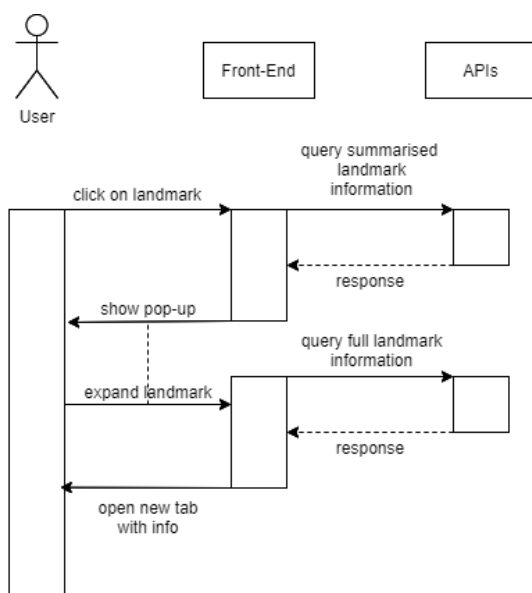 Front-End
APIs
User
query summarised
landmark
information
click on landmark
response
show pop-up
query full landmark
information
expand landmark
response
open new tab
with info